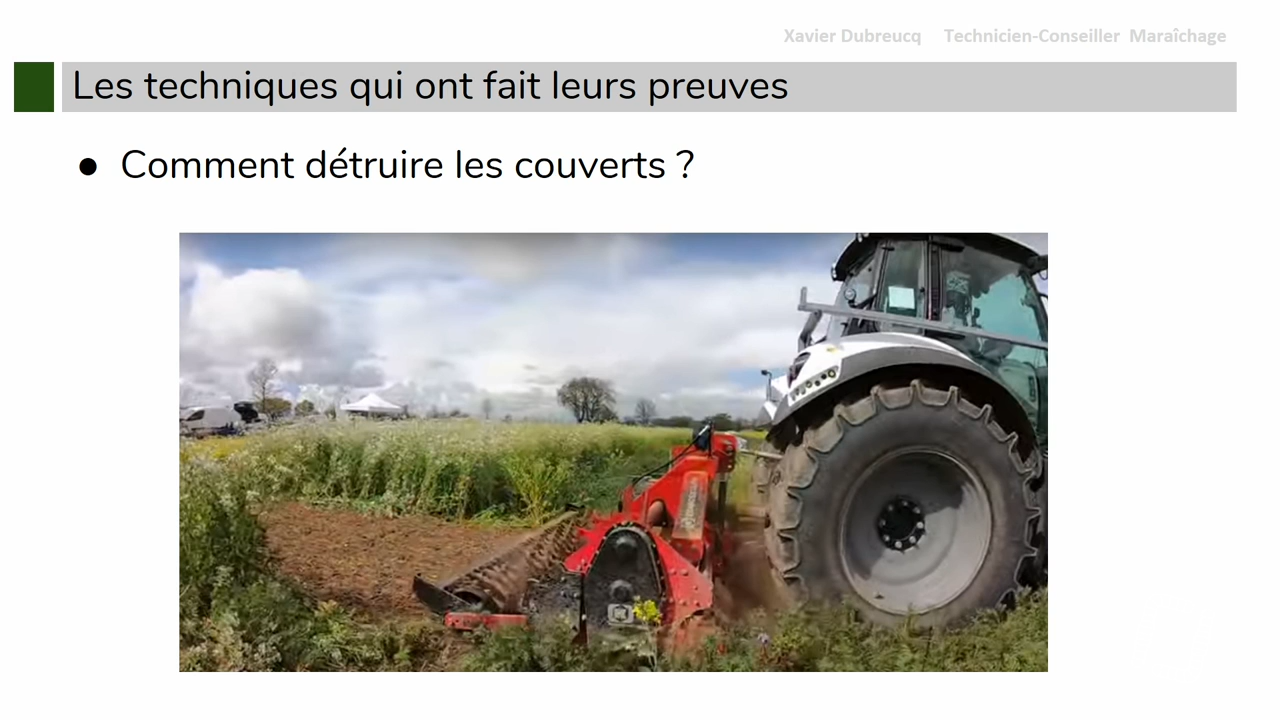 Xavier Dubreucq Technicien-Conseiller Maraîchage
Les techniques qui ont fait leurs preuves
● Comment détruire les couverts ?